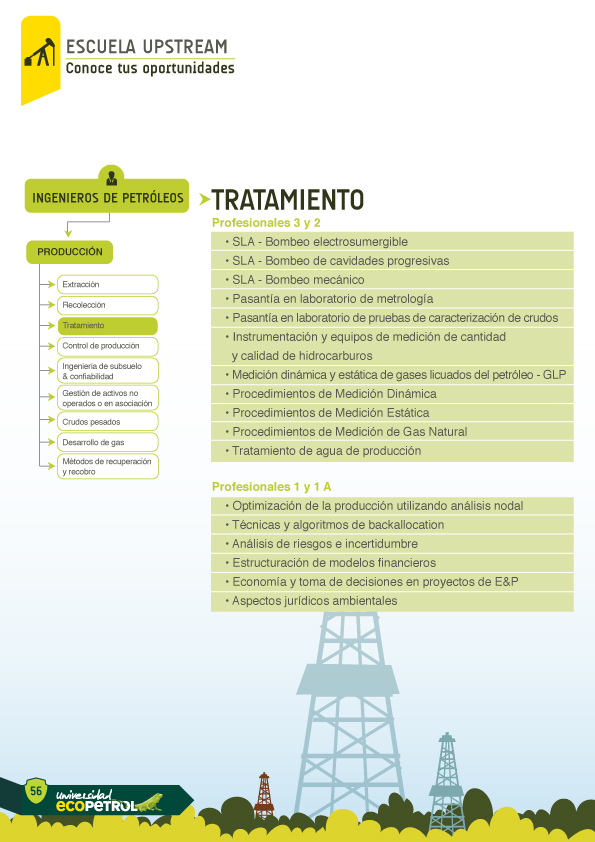 ESCUELA UPSTREAM
Conoce tus oportunidades
INGENIEROS DE PETRÓLEOS
PRODUCCIÓN
Extracción
Recolección
Tratamiento
Control de producción
Ingenieria de subsuelo
& confiabilidad
Gestión de activos no
operados o en asociación
Crudos pesados
Desarrollo de gas
Métodos de recuperación
y recobro
TRATAMIENTO
Profesionales 3 y 2
• SLA - Bombeo electrosumergible
• SLA - Bombeo de cavidades progresivas
• SLA - Bombeo mecánico
• Pasantía en laboratorio de metrología
• Pasantía en laboratorio de pruebas de caracterización de crudos
• Instrumentación y equipos de medición de cantidad
y calidad de hidrocarburos
• Medición dinámica y estática de gases licuados del petróleo - GLP
• Procedimientos de Medición Dinámica
• Procedimientos de Medición Estática
• Procedimientos de Medición de Gas Natural
• Tratamiento de agua de producción
Profesionales 1 y 1 A
• Optimización de la producción utilizando análisis nodal
• Técnicas y algoritmos de backallocation
• Análisis de riesgos e incertidumbre
• Estructuración de modelos financieros
• Economía y toma de decisiones en proyectos de E&P
• Aspectos jurídicos ambientales
56
Universidad
ECOPETROL